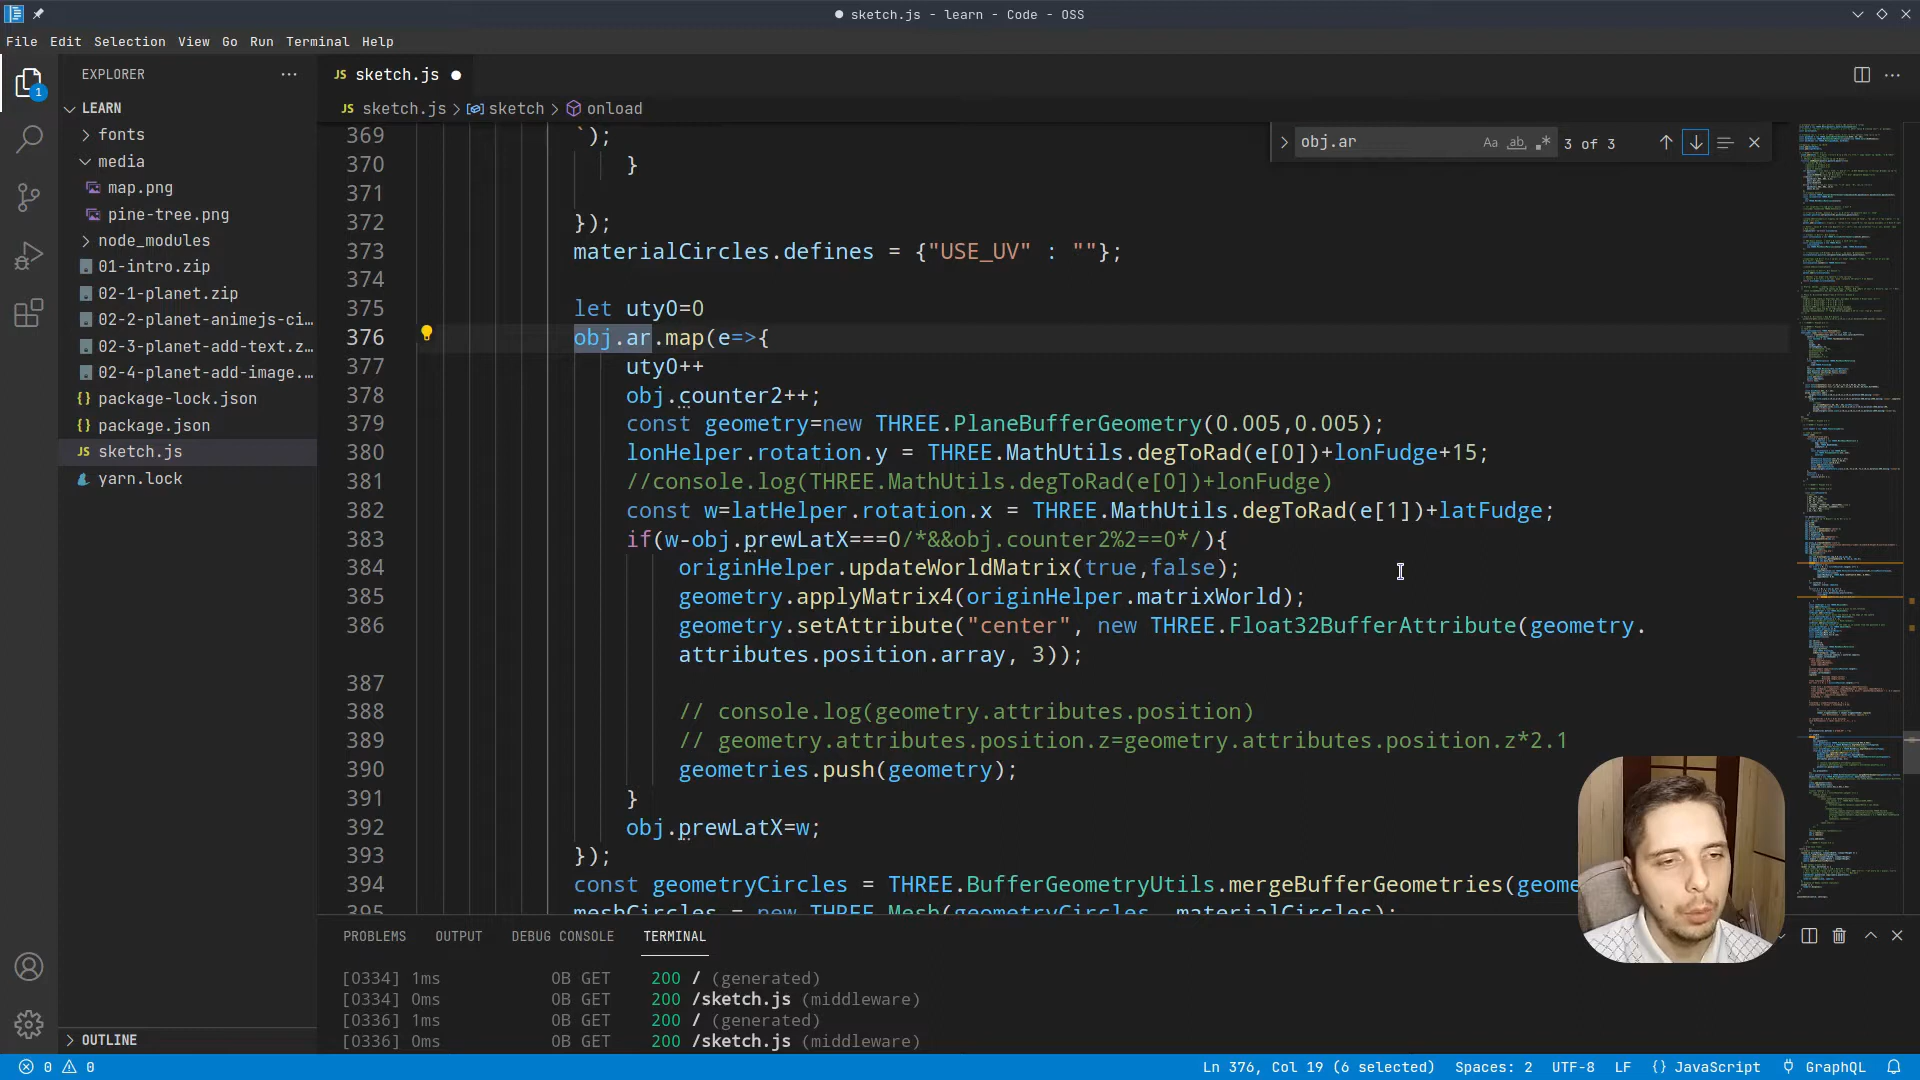 sketch.js - learn - Code - OSS
File Edit Selection View Go Run Terminal Help
EXPLORER
sketch.js
1
LEARN
sketch.js > sketch > onload
fonts
media
map.png
pine-tree.png
node_modules
01-intro.zip
02-1-planet.zip
02-2-planet-animejs-ci...
02-3-planet-add-text.z...
02-4-planet-add-image....
package-lock.json
package.json
JS sketch.js
yarn.lock
OUTLINE
obj.ar Aa ab 3 of 3
369 `);
370 }
371
372 });
373 materialCircles.defines = {"USE_UV" : ""};
374
375 let uty0=0
376 obj.ar.map(e=>{
377 uty0++
378 obj.counter2++;
379 const geometry=new THREE.PlaneBufferGeometry(0.005,0.005);
380 lonHelper.rotation.y = THREE.MathUtils.degToRad(e[0])+lonFudge+15;
381 //console.log(THREE.MathUtils.degToRad(e[0])+lonFudge)
382 const w=latHelper.rotation.x = THREE.MathUtils.degToRad(e[1])+latFudge;
383 if(w-obj.prewLatX===0/*&&obj.counter2%2==0*/){
384 originHelper.updateWorldMatrix(true,false);
385 geometry.applyMatrix4(originHelper.matrixWorld);
386 geometry.setAttribute("center", new THREE.Float32BufferAttribute(geometry.
attributes.position.array, 3));
387
388 // console.log(geometry.attributes.position)
389 // geometry.attributes.position.z=geometry.attributes.position.z*2.1
390 geometries.push(geometry);
391 }
392 obj.prewLatX=w;
393 });
394 const geometryCircles = THREE.BufferGeometryUtils.mergeBufferGeometries(geome
395 meshCircles = new THREE.Mesh(geometryCircles, materialCircles);
PROBLEMS OUTPUT DEBUG CONSOLE TERMINAL
[0334] 1ms 0B GET 200 / (generated)
[0334] 0ms 0B GET 200 /sketch.js (middleware)
[0336] 1ms 0B GET 200 / (generated)
[0336] 0ms 0B GET 200 /sketch.js (middleware)
0 0 Ln 376, Col 19 (6 selected) Spaces: 2 UTF-8 LF {} JavaScript GraphQL